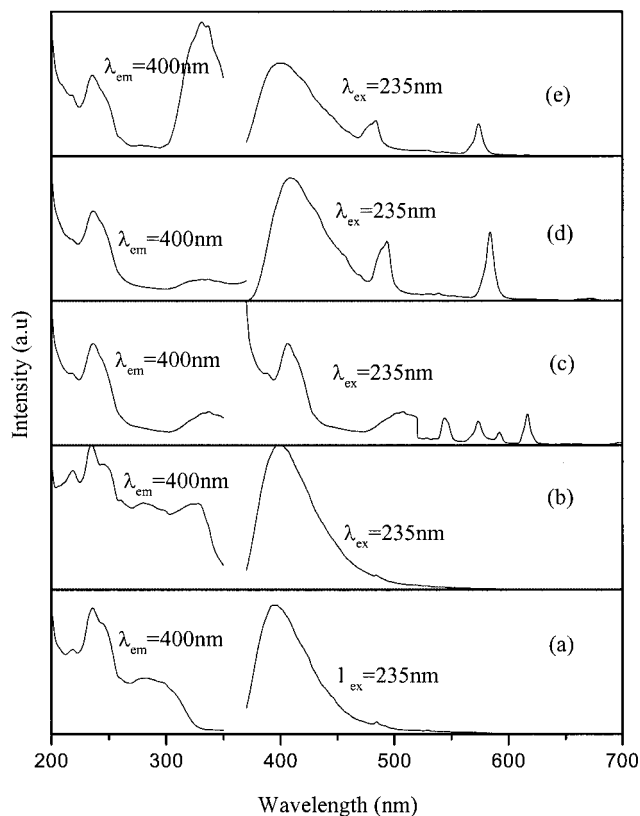 λem=400nm
λex=235nm
(e)
λem=400nm
λex=235nm
(d)
λem=400nm
λex=235nm
(c)
λem=400nm
λex=235nm
(b)
λem=400nm
lex=235nm
(a)
Intensity (a.u)
200 300 400 500 600 700
Wavelength (nm)